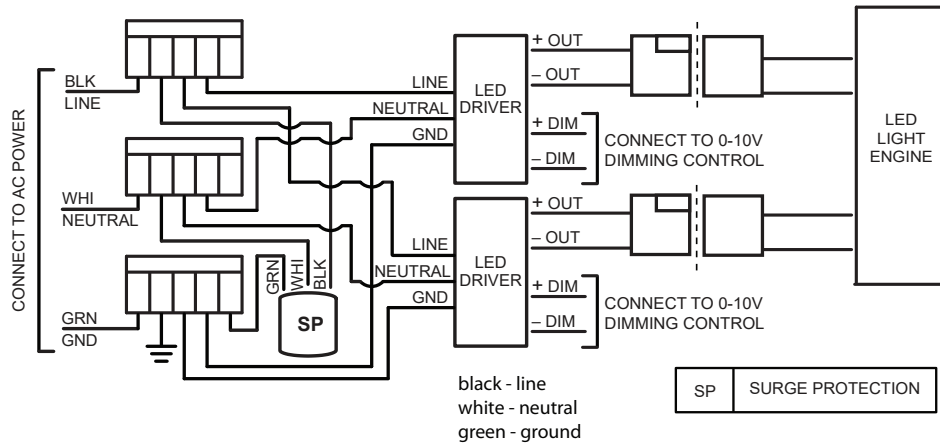 CONNECT TO AC POWER
BLK
LINE
WHI
NEUTRAL
GRN
GND
GRN
WHI
BLK
SP
LINE
NEUTRAL
GND
LED
DRIVER
+ OUT
– OUT
+ DIM
– DIM
CONNECT TO 0-10V
DIMMING CONTROL
LINE
NEUTRAL
GND
LED
DRIVER
+ OUT
– OUT
+ DIM
– DIM
CONNECT TO 0-10V
DIMMING CONTROL
LED
LIGHT
ENGINE
black - line
white - neutral
green - ground
SP SURGE PROTECTION